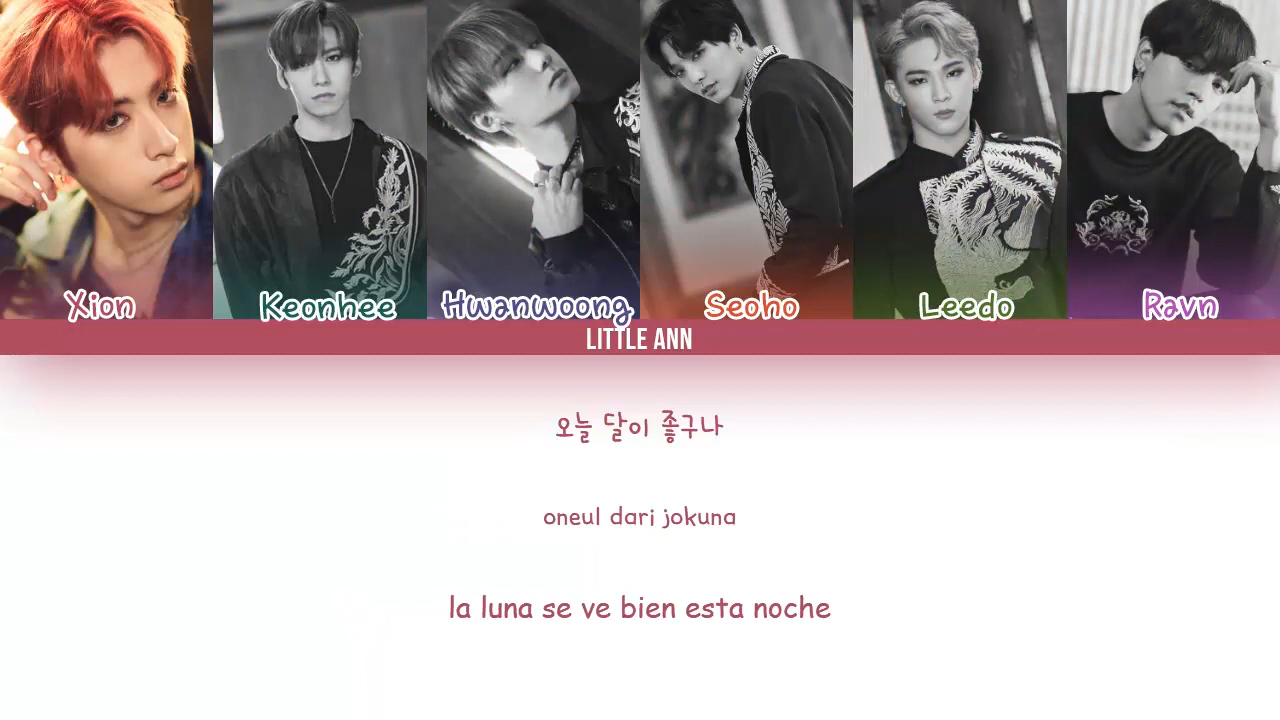 Xion Keonhee Hwanwoong Seoho Leedo Ravn
LITTLE ANN
오늘 달이 좋구나
oneul dari jokuna
la luna se ve bien esta noche